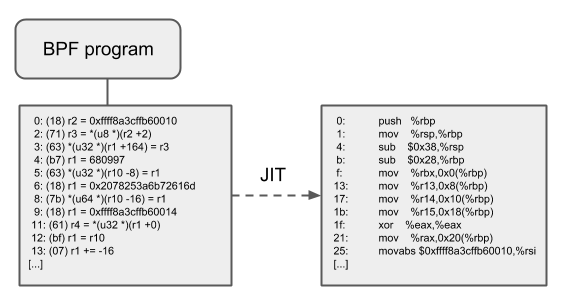 BPF program
0: (18) r2 = 0xffff8a3cffb60010
2: (71) r3 = *(u8 *)(r2 +2)
3: (63) *(u32 *)(r1 +164) = r3
4: (b7) r1 = 680997
5: (63) *(u32 *)(r10 -8) = r1
6: (18) r1 = 0x2078253a6b72616d
8: (7b) *(u64 *)(r10 -16) = r1
9: (18) r1 = 0xffff8a3cffb60014
11: (61) r4 = *(u32 *)(r1 +0)
12: (bf) r1 = r10
13: (07) r1 += -16
[...]
JIT
0: push %rbp
1: mov %rsp,%rbp
4: sub $0x38,%rsp
b: sub $0x28,%rbp
f: mov %rbx,0x0(%rbp)
13: mov %r13,0x8(%rbp)
17: mov %r14,0x10(%rbp)
1b: mov %r15,0x18(%rbp)
1f: xor %eax,%eax
21: mov %rax,0x20(%rbp)
25: movabs $0xffff8a3cffb60010,%rsi
[...]